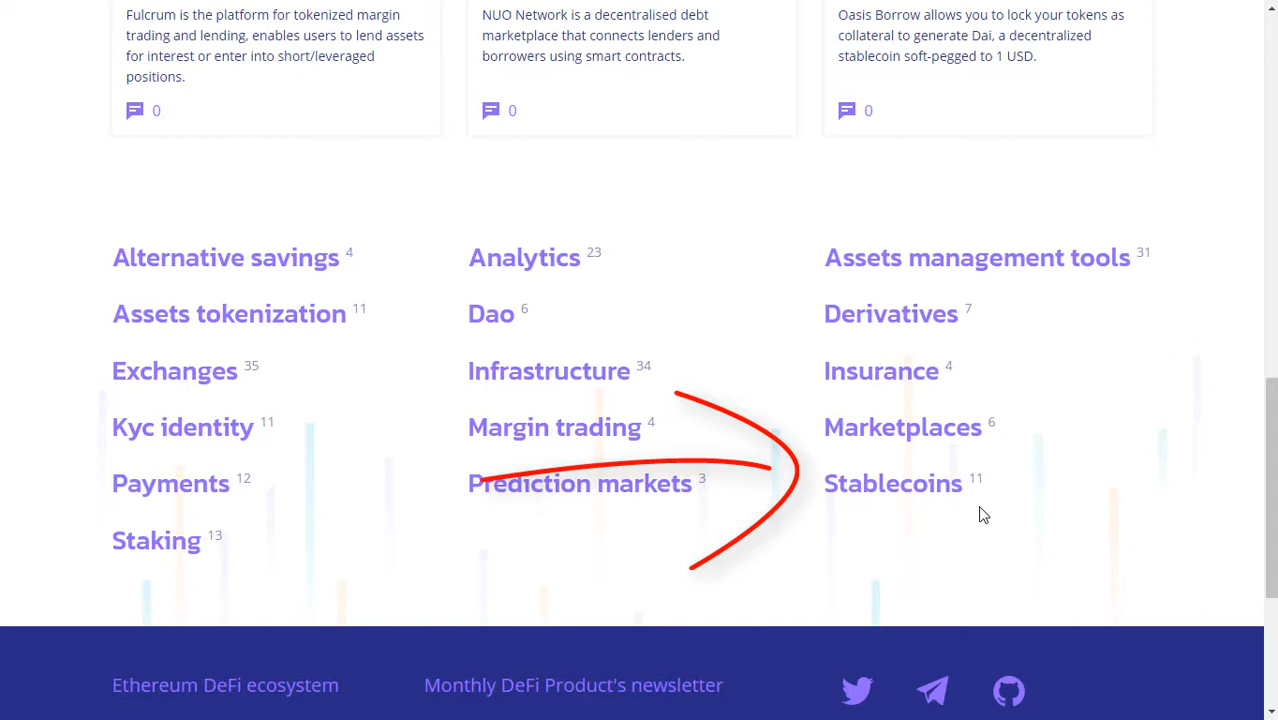 Fulcrum is the platform for tokenized margin
trading and lending, enables users to lend assets
for interest or enter into short/leveraged
positions.
0
NUO Network is a decentralised debt
marketplace that connects lenders and
borrowers using smart contracts.
0
Oasis Borrow allows you to lock your tokens as
collateral to generate Dai, a decentralized
stablecoin soft-pegged to 1 USD.
0
Alternative savings 4
Analytics 23
Assets management tools 31
Assets tokenization 11
Dao 6
Derivatives 7
Exchanges 35
Infrastructure 34
Insurance 4
Kyc identity 11
Margin trading 4
Marketplaces 6
Payments 12
Prediction markets 3
Stablecoins 11
Staking 13
Ethereum DeFi ecosystem
Monthly DeFi Product's newsletter